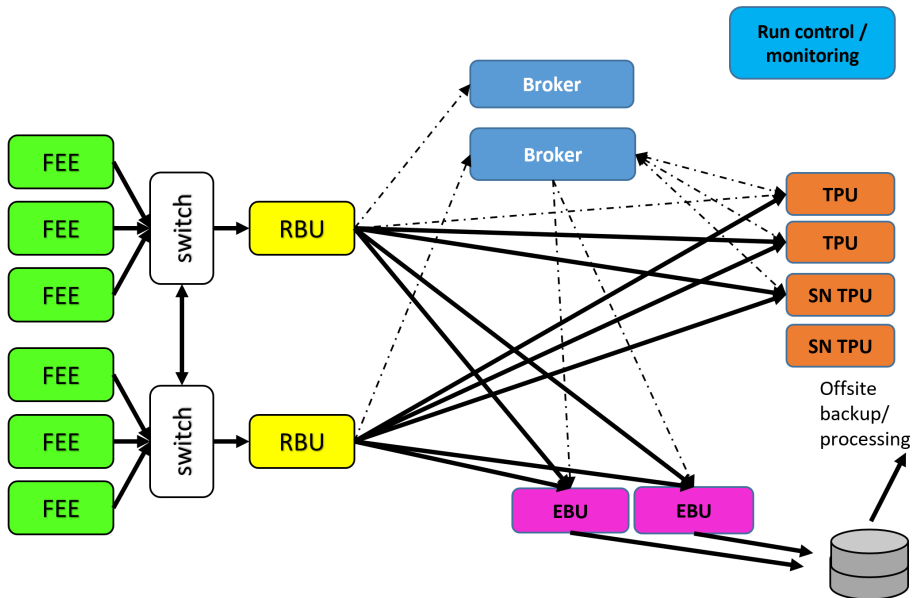 Run control /
monitoring
Broker
Broker
FEE
FEE
FEE
switch
RBU
TPU
TPU
SN TPU
SN TPU
FEE
FEE
FEE
switch
RBU
Offsite
backup/
processing
EBU
EBU